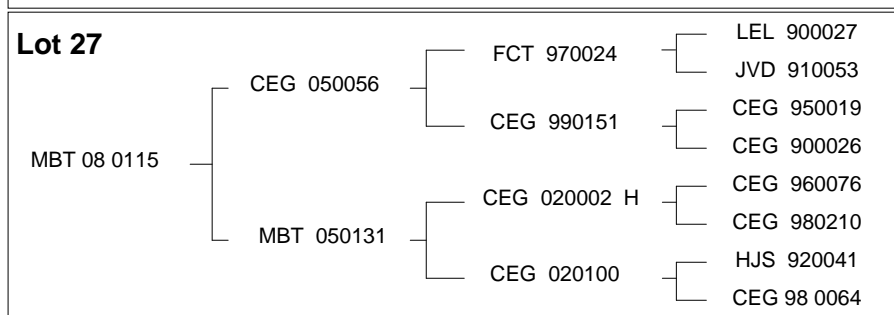 Lot 27
LEL 900027
FCT 970024
JVD 910053
CEG 050056
CEG 950019
CEG 990151
CEG 900026
MBT 08 0115
CEG 960076
CEG 020002 H
CEG 980210
MBT 050131
HJS 920041
CEG 020100
CEG 98 0064